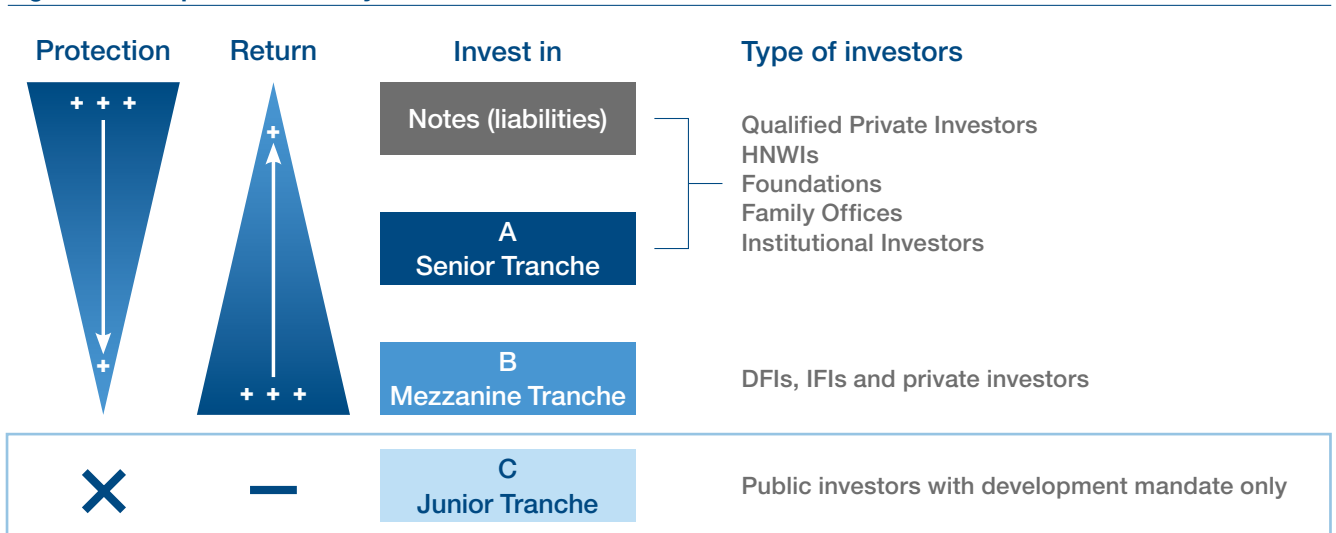 Protection Return Invest in Type of investors
+ + +
+
+
+ + +
Notes (liabilities)
Qualified Private Investors
HNWIs
Foundations
Family Offices
Institutional Investors
A
Senior Tranche
B
Mezzanine Tranche
DFIs, IFIs and private investors
C
Junior Tranche
Public investors with development mandate only